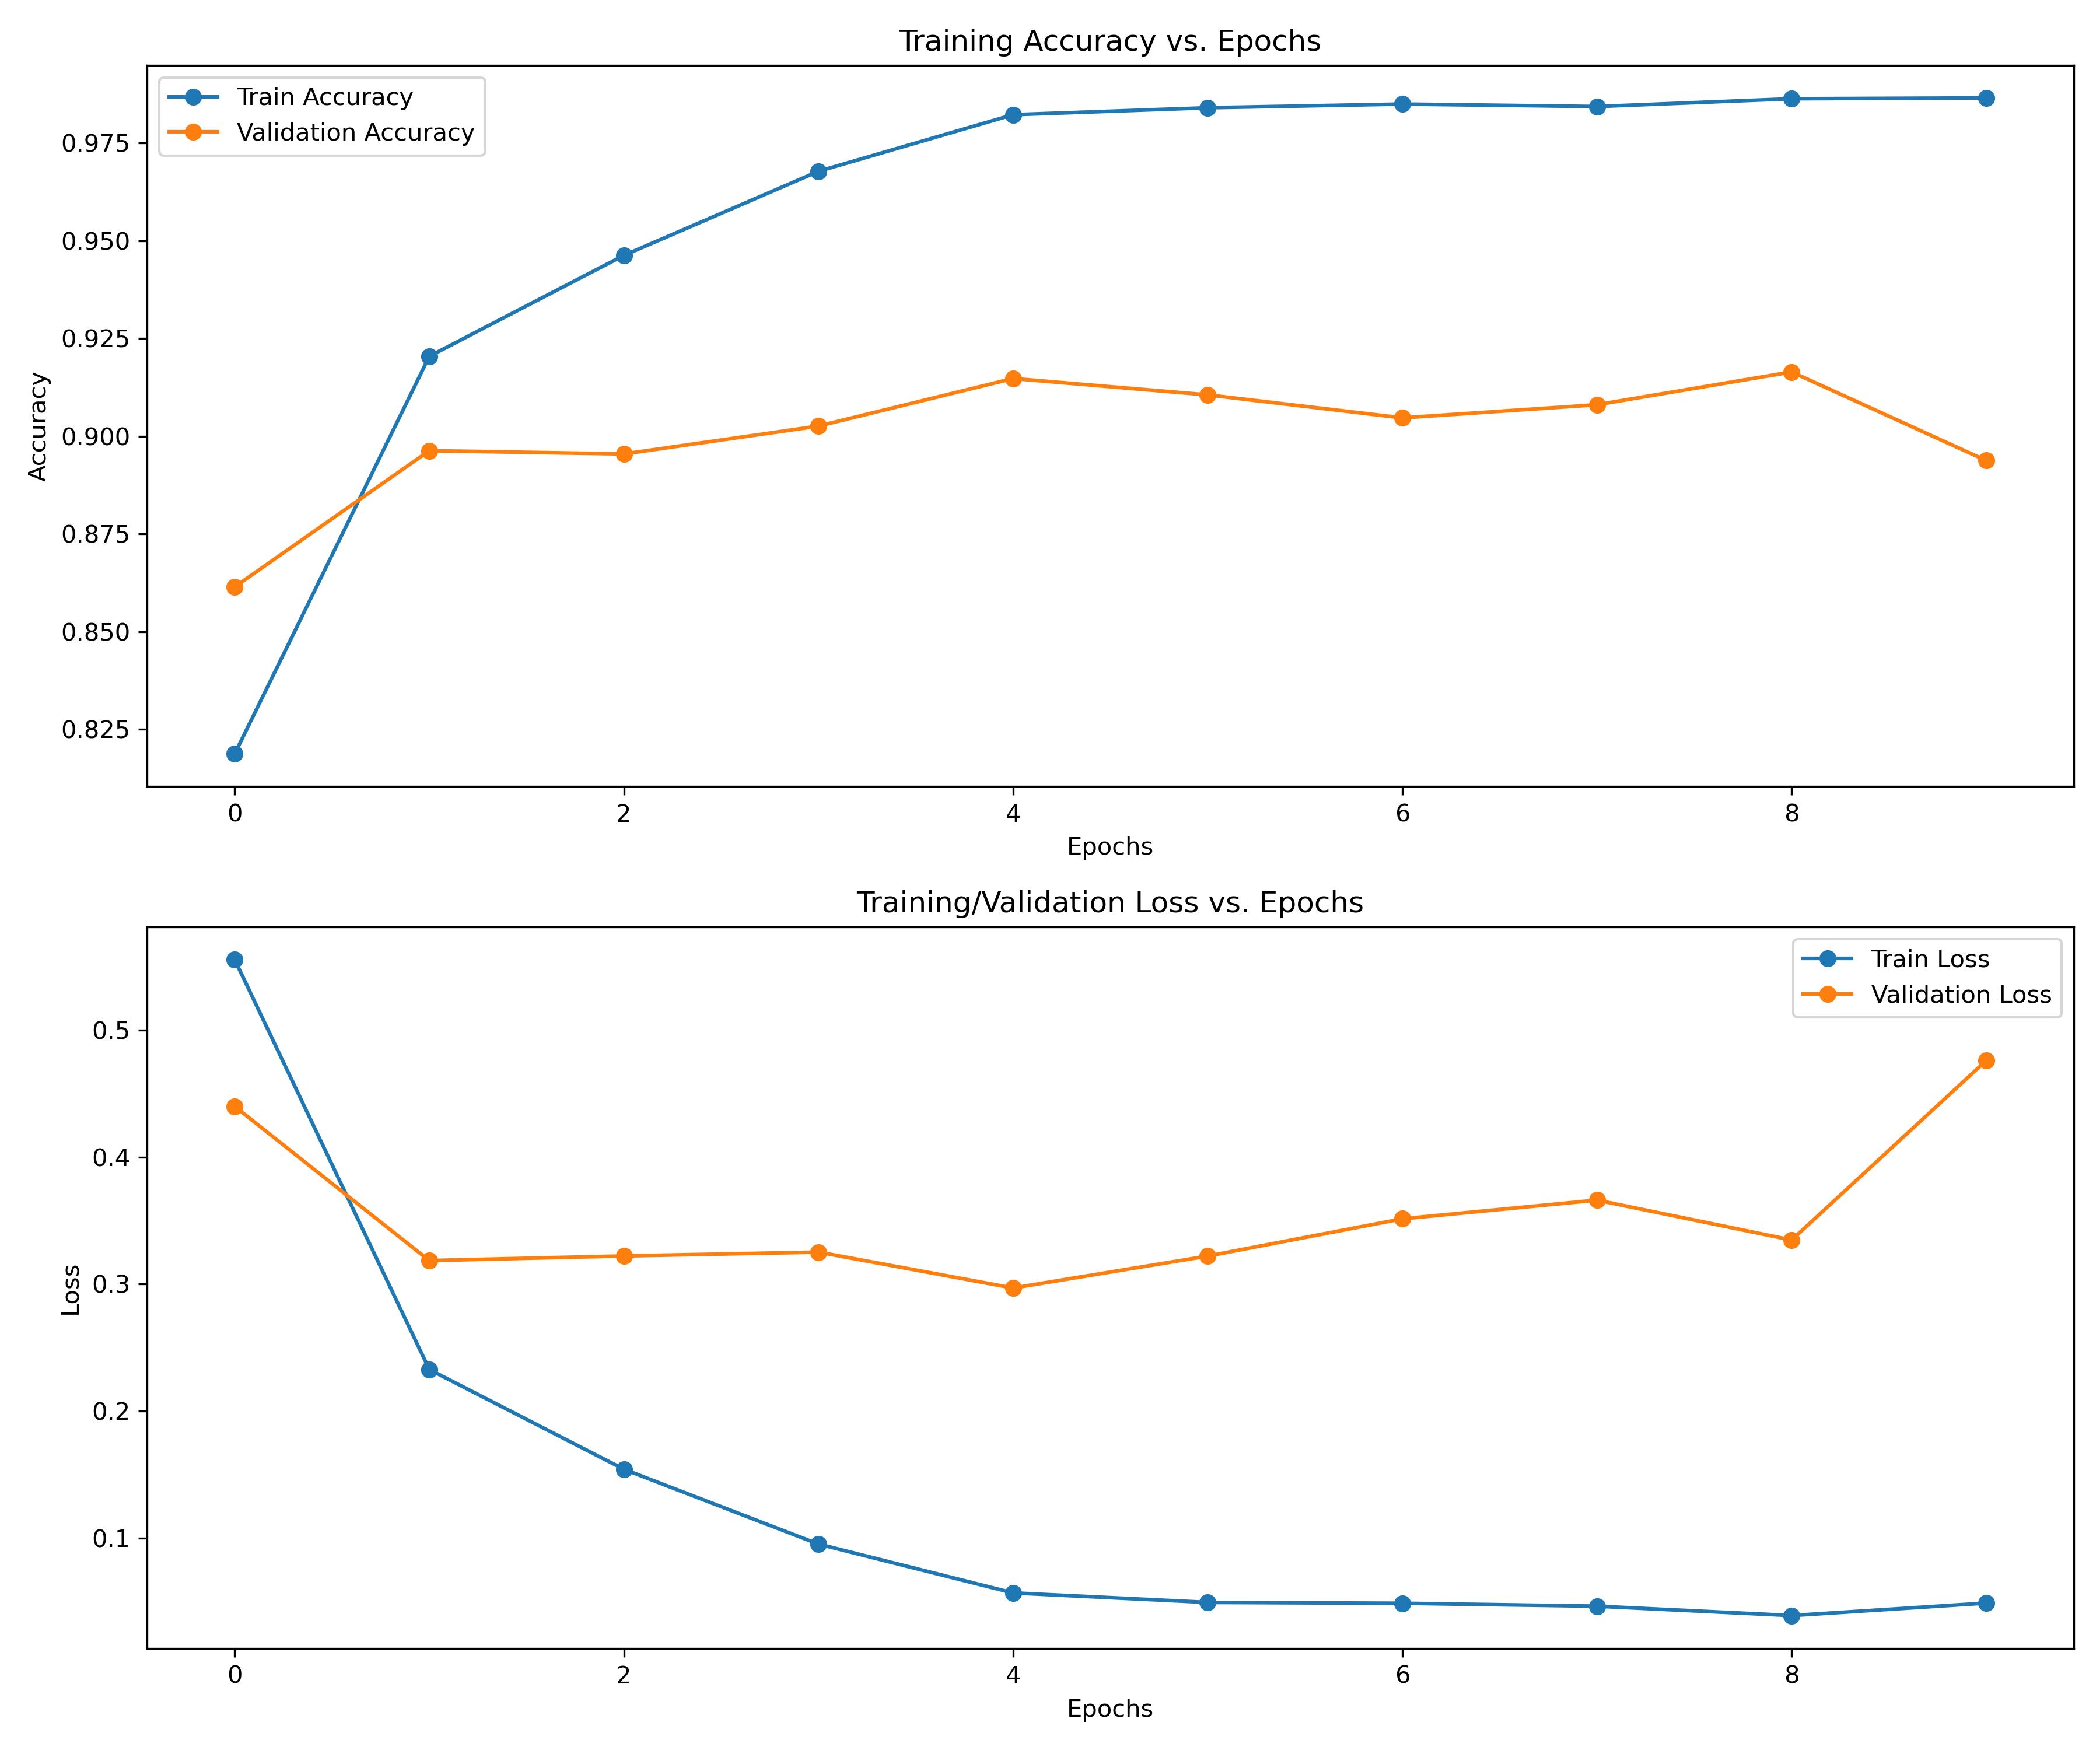 Training Accuracy vs. Epochs
Train Accuracy
Validation Accuracy
0.975
0.950
0.925
0.900
0.875
0.850
0.825
Accuracy
0 2 4 6 8
Epochs
Training/Validation Loss vs. Epochs
Train Loss
Validation Loss
0.5
0.4
0.3
0.2
0.1
Loss
0 2 4 6 8
Epochs